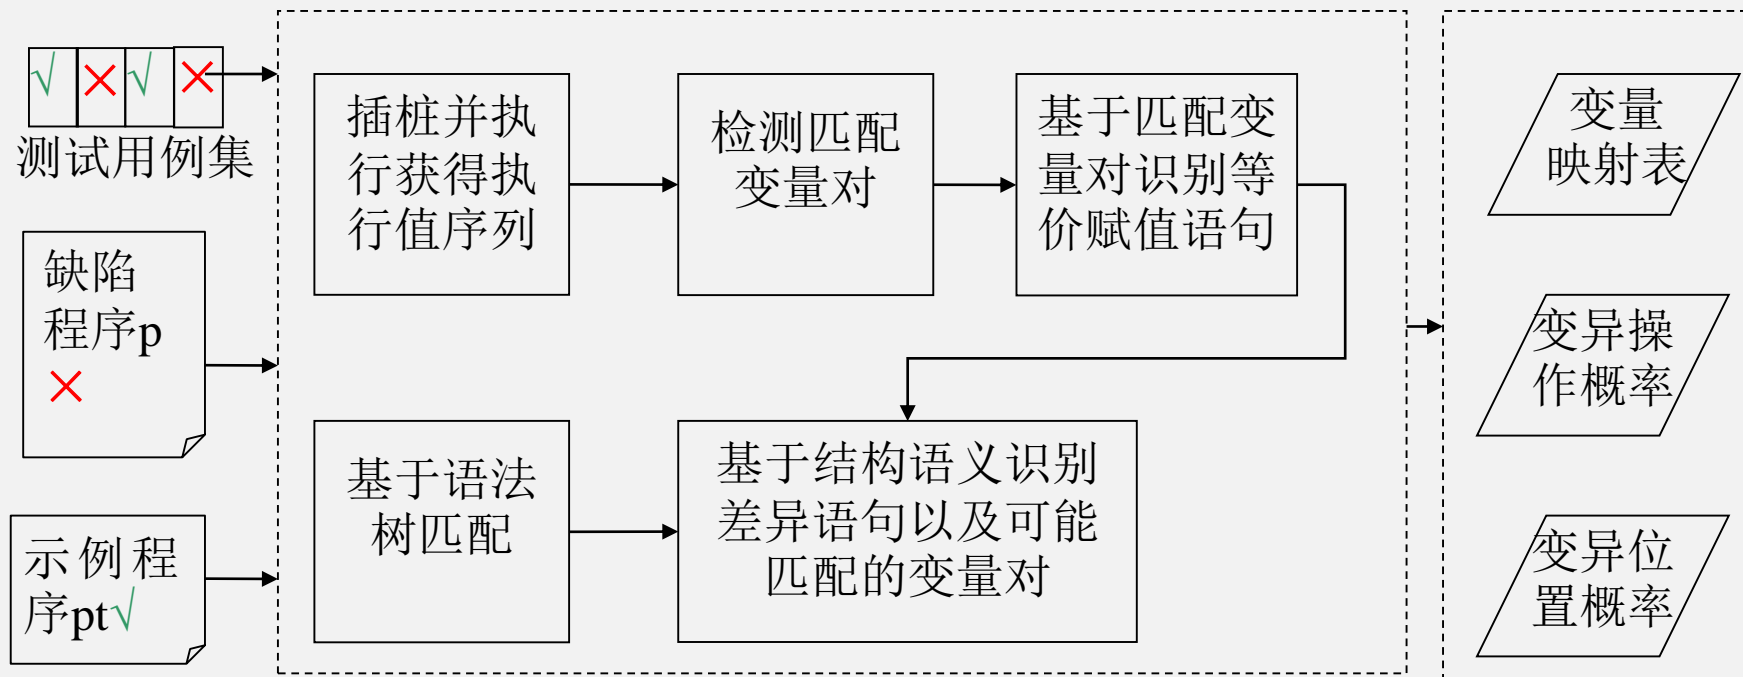 √ × √ ×
测试用例集
缺陷
程序p
×
示例程
序pt√
插桩并执
行获得执
行值序列
检测匹配
变量对
基于匹配变
量对识别等
价赋值语句
基于语法
树匹配
基于结构语义识别
差异语句以及可能
匹配的变量对
变量
映射表
变异操
作概率
变异位
置概率